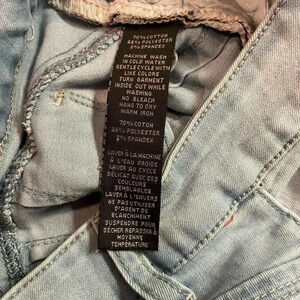 70% COTTON
28% POLYESTER
2% SPANDEX
MACHINE WASH
IN COLD WATER
GENTLE CYCLE WITH
LIKE COLORS
TURN GARMENT
INSIDE OUT WHILE
WASHING
NO BLEACH
HANG TO DRY
WARM IRON
70% COTON
28% POLYESTER
2% SPANDEX
LAVER À LA MACHINE
À L'EAU FROIDE
LAVER AU CYCLE
DÉLICAT AVEC DES
COULEURS
SEMBLABLES
LAVER À L'ENVERS
NE PAS UTILISER
D'AGENT DE
BLANCHIMENT
SUSPENDRE POUR
SÉCHER REPASSER À
MOYENNE
TEMPÉRATURE